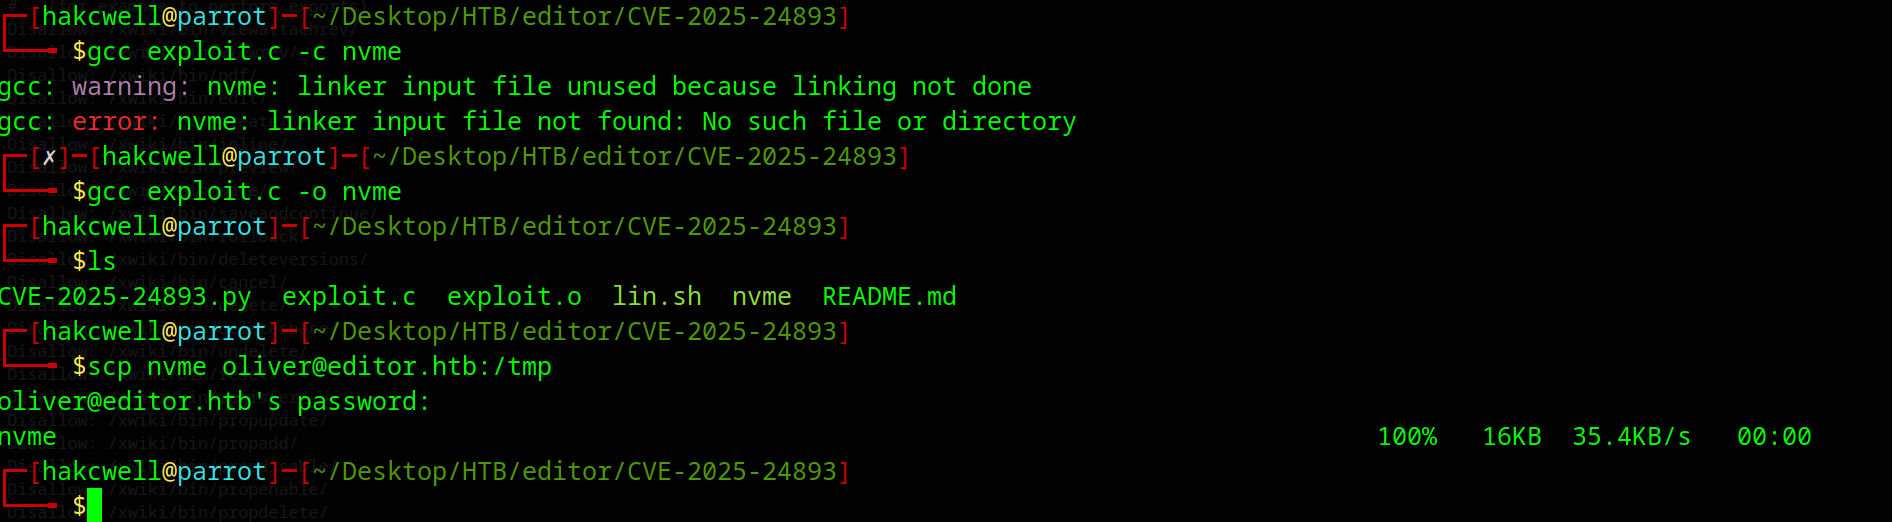 [hakcwell@parrot]─[~/Desktop/HTB/editor/CVE-2025-24893]
$gcc exploit.c -c nvme
gcc: warning: nvme: linker input file unused because linking not done
gcc: error: nvme: linker input file not found: No such file or directory
[✗]─[hakcwell@parrot]─[~/Desktop/HTB/editor/CVE-2025-24893]
$gcc exploit.c -o nvme
[hakcwell@parrot]─[~/Desktop/HTB/editor/CVE-2025-24893]
$ls
CVE-2025-24893.py exploit.c exploit.o lin.sh nvme README.md
[hakcwell@parrot]─[~/Desktop/HTB/editor/CVE-2025-24893]
$scp nvme oliver@editor.htb:/tmp
oliver@editor.htb's password:
nvme 100% 16KB 35.4KB/s 00:00
[hakcwell@parrot]─[~/Desktop/HTB/editor/CVE-2025-24893]
$